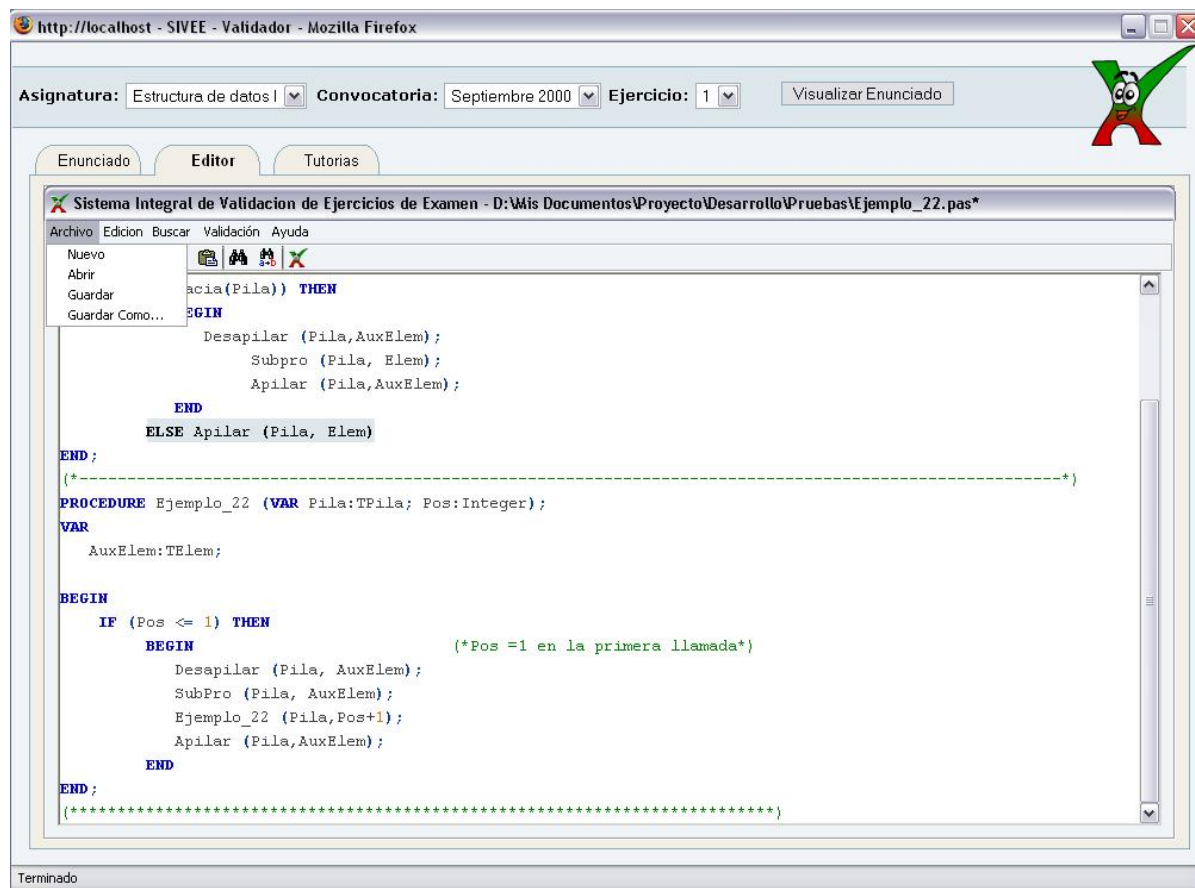 http://localhost - SIVEE - Validador - Mozilla Firefox
Asignatura: Estructura de datos I Convocatoria: Septiembre 2000 Ejercicio: 1 Visualizar Enunciado
Enunciado Editor Tutorias
Sistema Integral de Validacion de Ejercicios de Examen - D:\Mis Documentos\Proyecto\Desarrollo\Pruebas\Ejemplo_22.pas*
Archivo Edicion Buscar Validación Ayuda
Nuevo
Abrir
Guardar
Guardar Como...
acia(Pila)) THEN
EGIN
Desapilar (Pila,AuxElem);
Subpro (Pila, Elem);
Apilar (Pila,AuxElem);
END
ELSE Apilar (Pila, Elem)
END;
(*-------------------------------------------------------------------------------------------------------*)
PROCEDURE Ejemplo_22 (VAR Pila:TPila; Pos:Integer);
VAR
AuxElem:TElem;
BEGIN
IF (Pos <= 1) THEN
BEGIN (*Pos =1 en la primera llamada*)
Desapilar (Pila, AuxElem);
SubPro (Pila, AuxElem);
Ejemplo_22 (Pila,Pos+1);
Apilar (Pila,AuxElem);
END
END;
(**************************************************************************)
Terminado